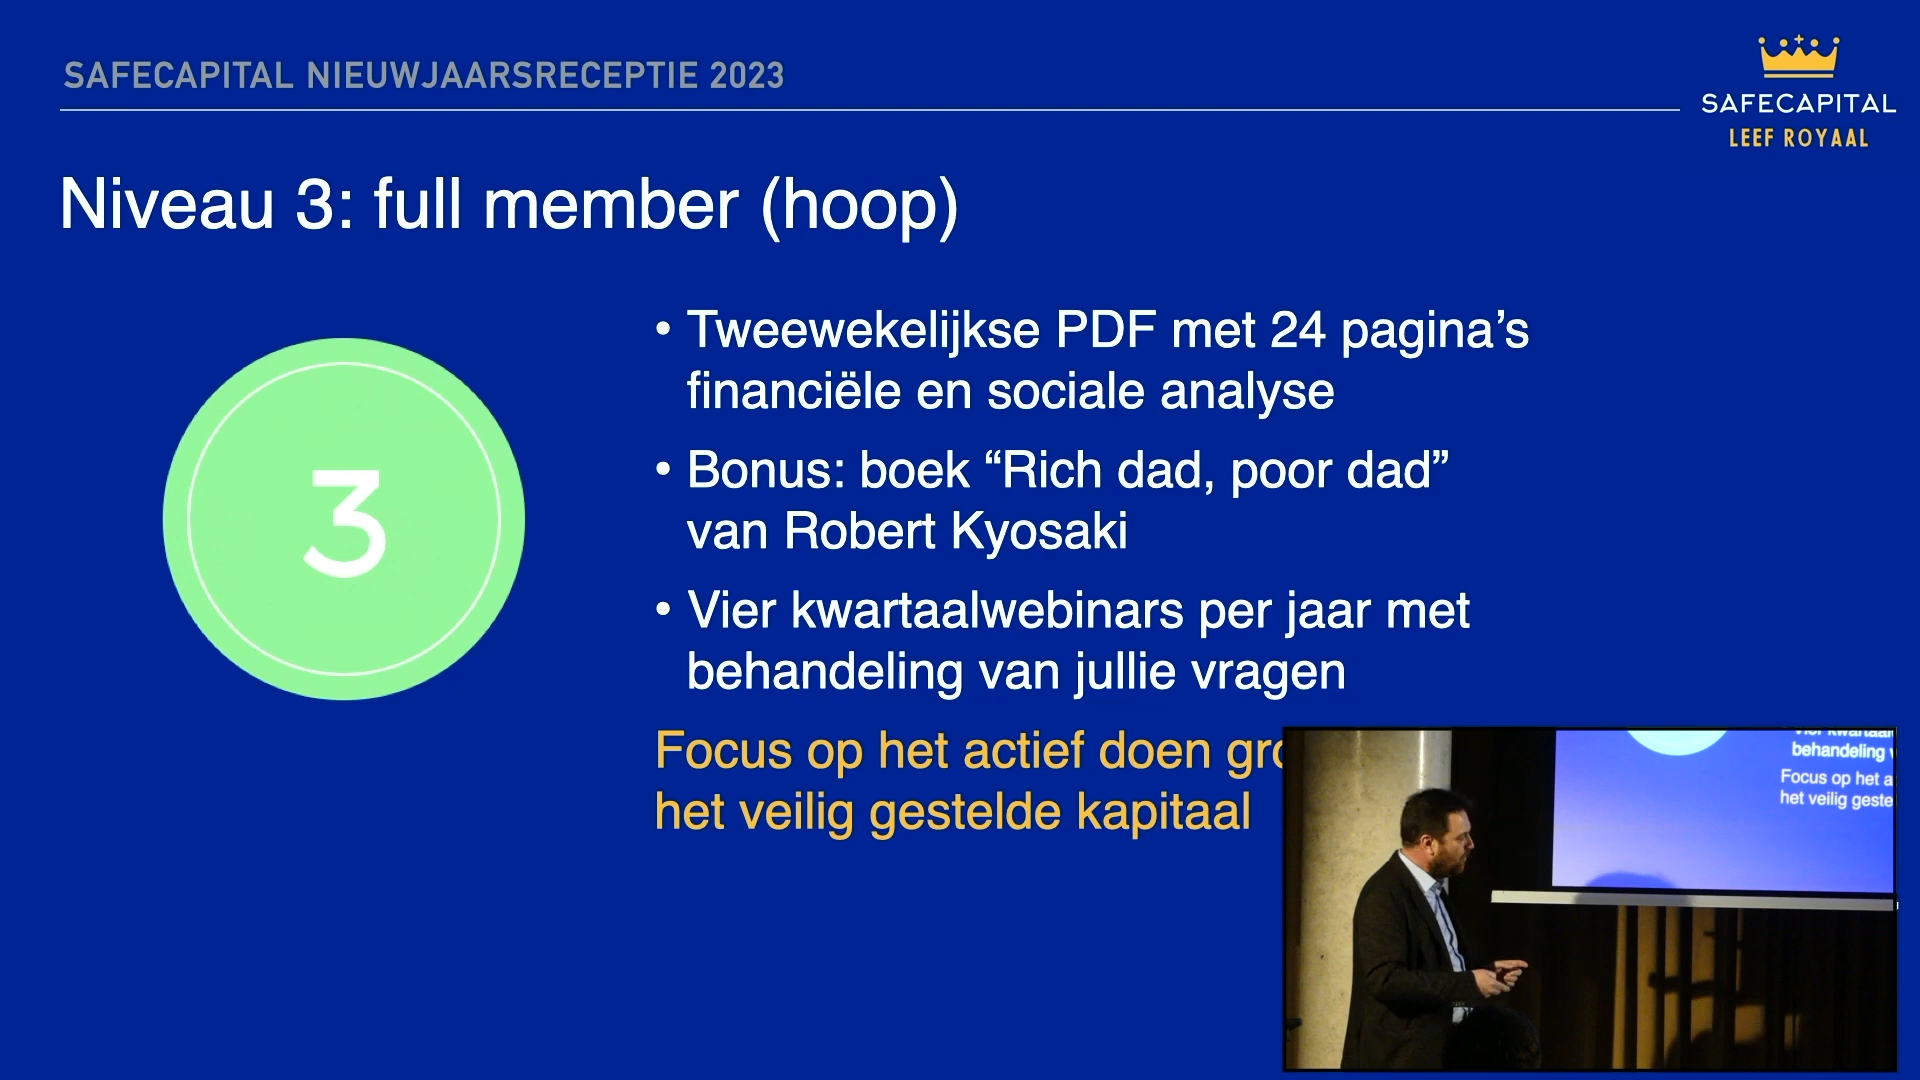 SAFECAPITAL NIEUWJAARSRECEPTIE 2023
SAFECAPITAL
LEEF ROYAAL
Niveau 3: full member (hoop)
3
• Tweewekelijkse PDF met 24 pagina’s
financiële en sociale analyse
• Bonus: boek “Rich dad, poor dad”
van Robert Kyosaki
• Vier kwartaalwebinars per jaar met
behandeling van jullie vragen
Focus op het actief doen
het veilig gestelde kapitaal
behandeling
Focus op het
het veilig